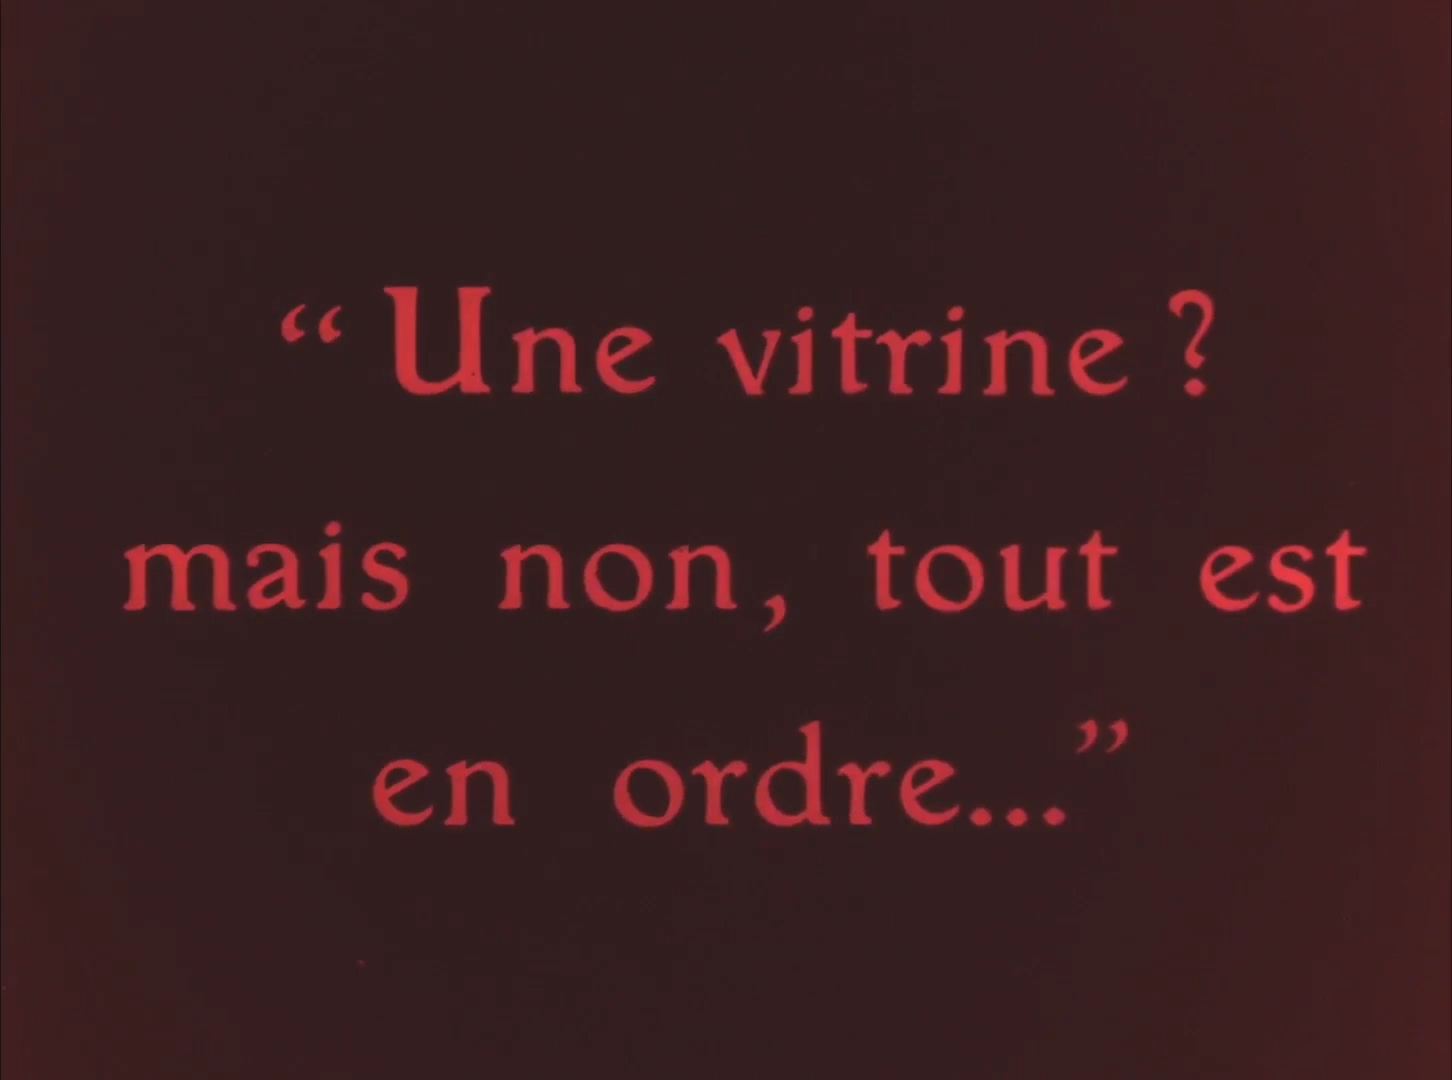 “Une vitrine ?
mais non, tout est
en ordre...”